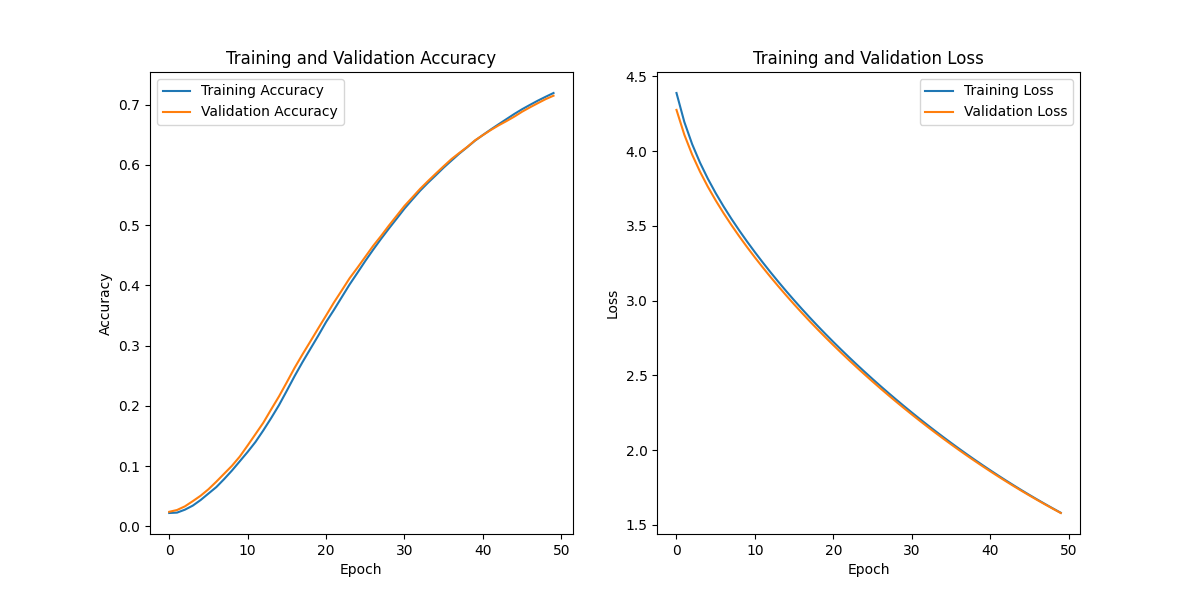 Training and Validation Accuracy
Training Accuracy
Validation Accuracy
0.7
0.6
0.5
0.4
0.3
0.2
0.1
0.0
Accuracy
0 10 20 30 40 50
Epoch
Training and Validation Loss
Training Loss
Validation Loss
4.5
4.0
3.5
3.0
2.5
2.0
1.5
Loss
0 10 20 30 40 50
Epoch